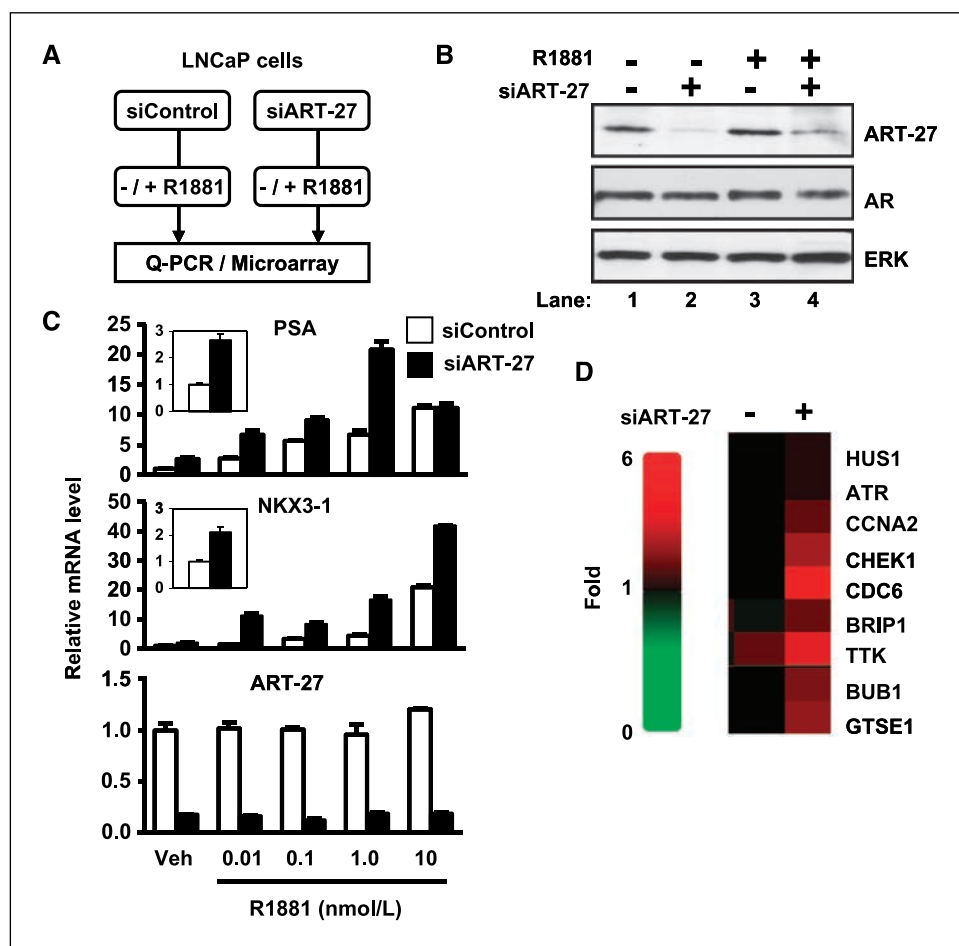 A
LNCaP cells
siControl
siART-27
- / + R1881
- / + R1881
Q-PCR / Microarray
B
R1881 - - + +
siART-27 - + - +
ART-27
AR
ERK
Lane: 1 2 3 4
C
PSA
siControl
siART-27
25
20
15
10
5
0
3
2
1
0
NKX3-1
50
40
30
20
10
0
3
2
1
0
Relative mRNA level
ART-27
1.5
1.0
0.5
0.0
Veh 0.01 0.1 1.0 10
R1881 (nmol/L)
D
siART-27 - +
6
1
0
Fold
HUS1
ATR
CCNA2
CHEK1
CDC6
BRIP1
TTK
BUB1
GTSE1